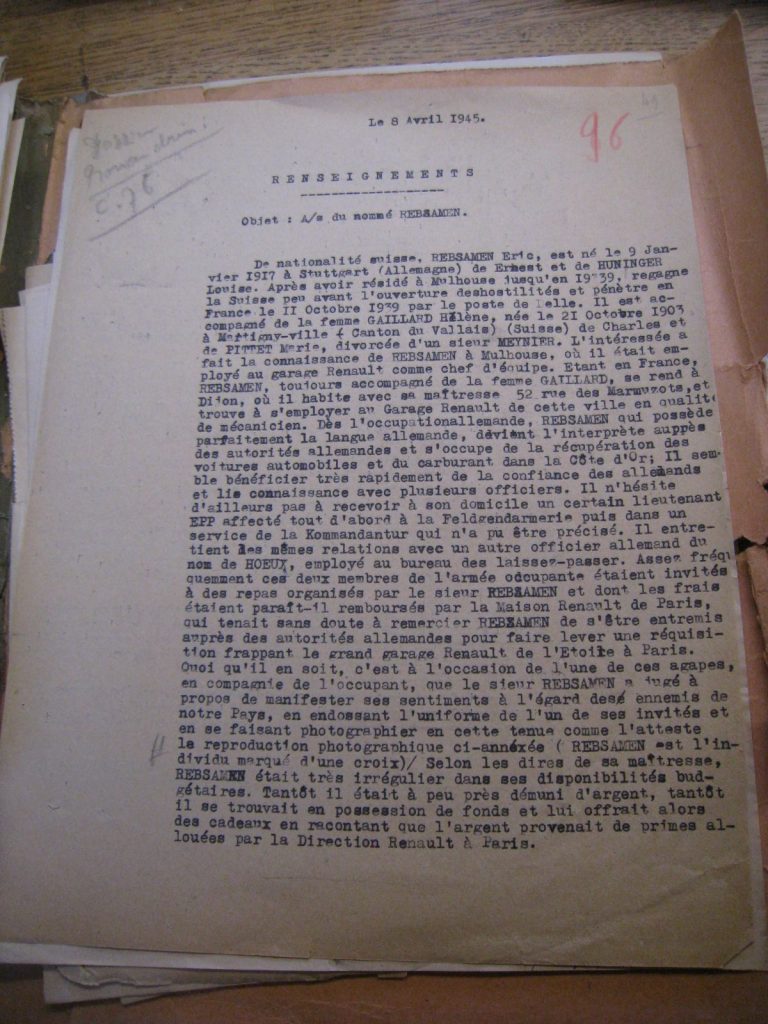 49
Le 8 Avril 1945.
96
C. 76
RENSEIGNEMENTS
Objet : A/s du nommé REBSAMEN.
De nationalité suisse, REBSAMEN Eric, est né le 9 Jan-
vier 1917 à Stuttgart (Allemagne) de Ernest et de HUNINGER
Louise. Après avoir résidé à Mulhouse jusqu'en 1939, regagne
la Suisse peu avant l'ouverture deshostilités et pénètre en
France le 11 Octobre 1939 par le poste de Delle. Il est ac-
compagné de la femme GAILLARD Hélène, née le 21 Octobre 1903
à Martigny-ville ( Canton du Vallais) (Suisse) de Charles et
de PITTET Marie, divorcée d'un sieur MEYNIER. L'intéressée a
fait la connaissance de REBSAMEN à Mulhouse, où il était em-
ployé au garage Renault comme chef d'équipe. Etant en France,
REBSAMEN, toujours accompagné de la femme GAILLARD, se rend à
Dijon, où il habite avec sa maîtresse 52 rue des Marmuzots,et
trouve à s'employer au Garage Renault de cette ville en qualité
de mécanicien. Dès l'occupationallemande, REBSAMEN qui possède
parfaitement la langue allemande, devient l'interprète auprès
des autorités allemandes et s'occupe de la récupération des
voitures automobiles et du carburant dans la Côte d'Or; Il sem-
ble bénéficier très rapidement de la confiance des allemands
et lie connaissance avec plusieurs officiers. Il n'hésite
d'ailleurs pas à recevoir à son domicile un certain lieutenant
EPP affecté tout d'abord à la Feldgendarmerie puis dans un
service de la Kommandantur qui n'a pu être précisé. Il entre-
tient les mêmes relations avec un autre officier allemand du
nom de HOEUX, employé au bureau des laissez-passer. Assez fréq
quemment ces deux membres de l'armée occupante étaient invités
à des repas organisés par le sieur REBSAMEN et dont les frais
étaient paraît-il remboursés par la Maison Renault de Paris,
qui tenait sans doute à remercier REBSAMEN de s'être entremis
auprès des autorités allemandes pour faire lever une réquisi-
tion frappant le grand garage Renault de l'Etoile à Paris.
Quoi qu'il en soit, c'est à l'occasion de l'une de ces agapes,
en compagnie de l'occupant, que le sieur REBSAMEN a jugé à
propos de manifester ses sentiments à l'égard des ennemis de
notre Pays, en endossant l'uniforme de l'un de ses invités et
en se faisant photographier en cette tenue comme l'atteste
la reproduction photographique ci-annéxée ( REBSAMEN est l'in-
dividu marqué d'une croix)/ Selon les dires de sa maîtresse,
REBSAMEN était très irrégulier dans ses disponibilités bud-
gétaires. Tantôt il était à peu près démuni d'argent, tantôt
il se trouvait en possession de fonds et lui offrait alors
des cadeaux en racontant que l'argent provenait de primes al-
louées par la Direction Renault à Paris.